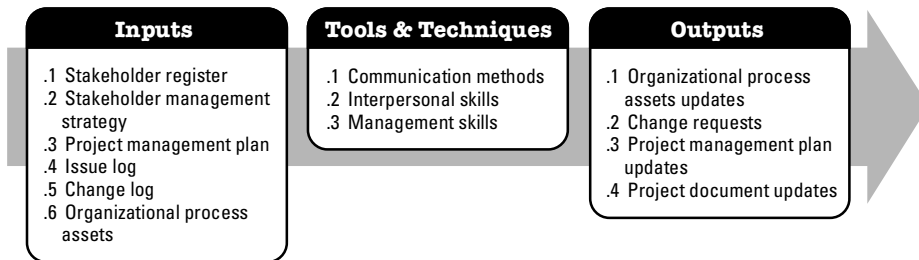 Inputs
.1 Stakeholder register
.2 Stakeholder management
strategy
.3 Project management plan
.4 Issue log
.5 Change log
.6 Organizational process
assets
Tools & Techniques
.1 Communication methods
.2 Interpersonal skills
.3 Management skills
Outputs
.1 Organizational process
assets updates
.2 Change requests
.3 Project management plan
updates
.4 Project document updates